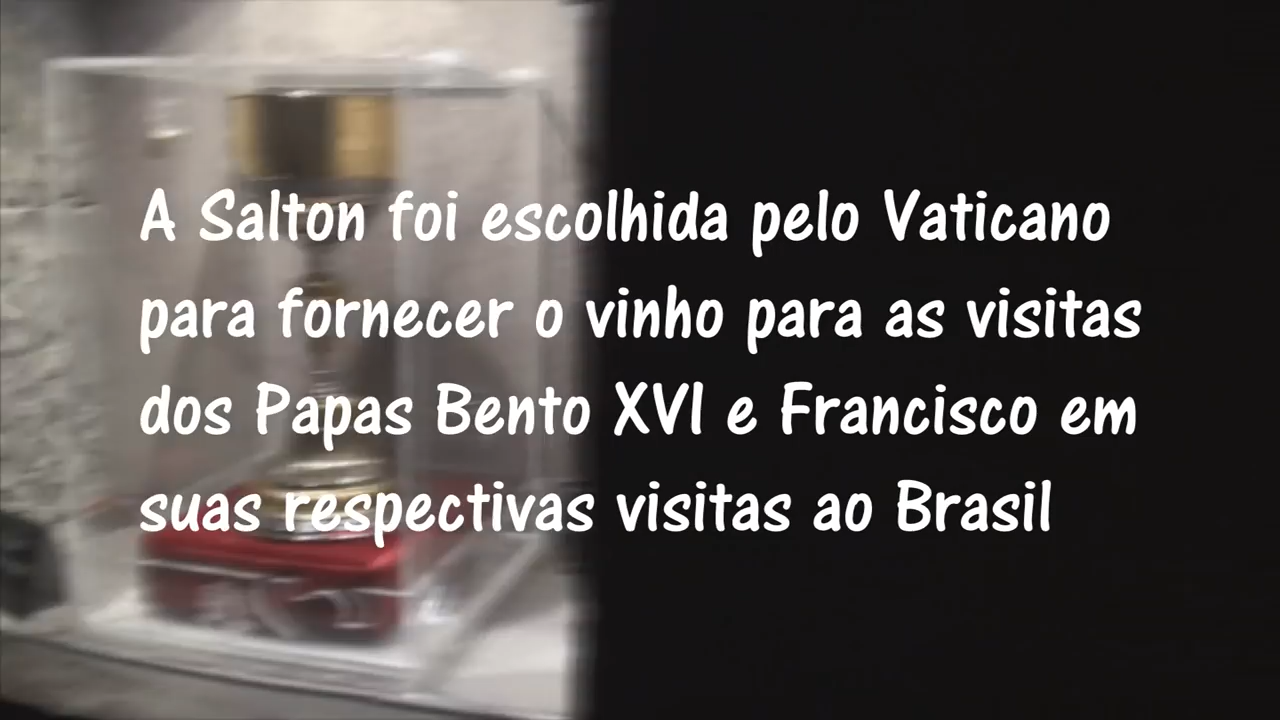 A Salton foi escolhida pelo Vaticano
para fornecer o vinho para as visitas
dos Papas Bento XVI e Francisco em
suas respectivas visitas ao Brasil